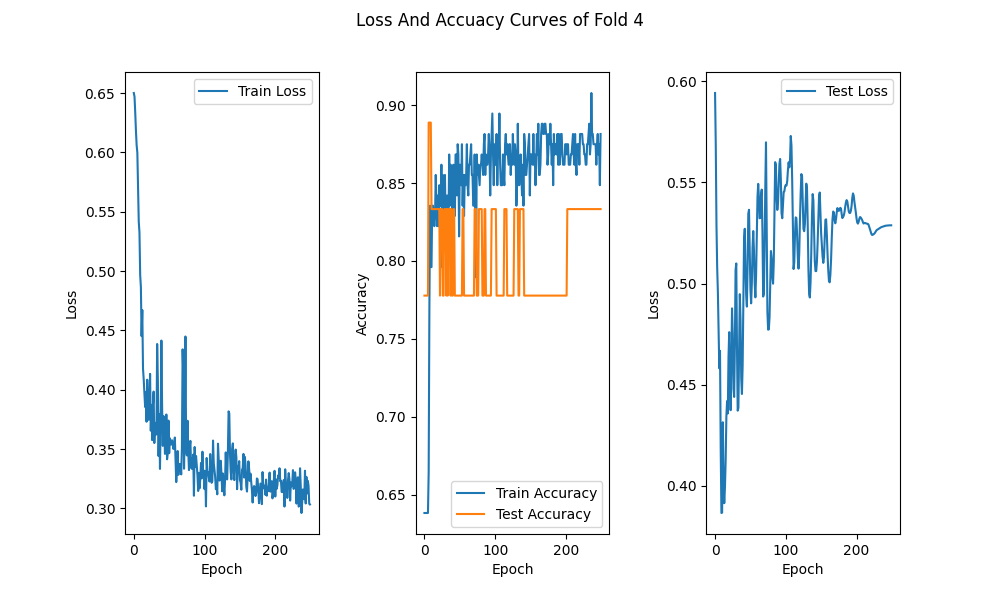 Loss And Accuacy Curves of Fold 4
0.65
0.60
0.55
0.50
0.45
0.40
0.35
0.30
Loss
0
100
200
Epoch
Train Loss
0.90
0.85
0.80
0.75
0.70
0.65
Accuracy
0
100
200
Epoch
Train Accuracy
Test Accuracy
0.60
0.55
0.50
0.45
0.40
Loss
0
100
200
Epoch
Test Loss